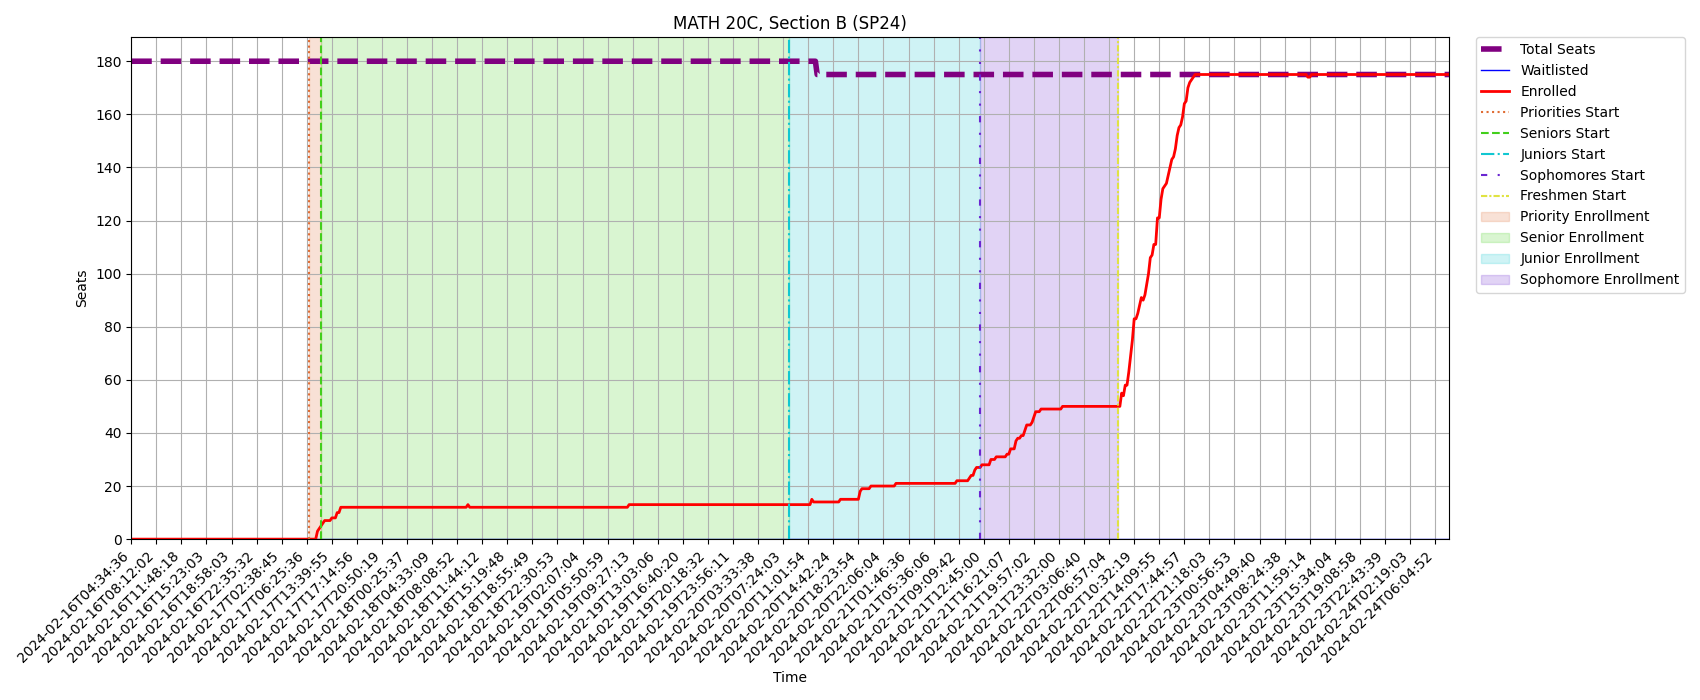 MATH 20C, Section B (SP24)
Total Seats
Waitlisted
Enrolled
Priorities Start
Seniors Start
Juniors Start
Sophomores Start
Freshmen Start
Priority Enrollment
Senior Enrollment
Junior Enrollment
Sophomore Enrollment
Seats
180
160
140
120
100
80
60
40
20
0
2024-02-16T04:34:36
2024-02-16T08:12:02
2024-02-16T11:48:18
2024-02-16T15:23:03
2024-02-16T18:58:03
2024-02-16T22:35:32
2024-02-17T02:38:45
2024-02-17T06:25:36
2024-02-17T13:39:55
2024-02-17T17:14:56
2024-02-17T20:50:19
2024-02-18T00:25:37
2024-02-18T04:33:09
2024-02-18T08:08:52
2024-02-18T11:44:12
2024-02-18T15:19:48
2024-02-18T18:55:49
2024-02-18T22:30:53
2024-02-19T02:07:04
2024-02-19T05:50:59
2024-02-19T09:27:13
2024-02-19T13:03:06
2024-02-19T16:40:20
2024-02-19T20:18:32
2024-02-19T23:56:11
2024-02-20T03:33:38
2024-02-20T07:24:03
2024-02-20T11:01:54
2024-02-20T14:42:24
2024-02-20T18:23:54
2024-02-20T22:06:04
2024-02-21T01:46:36
2024-02-21T05:36:06
2024-02-21T09:09:42
2024-02-21T12:45:00
2024-02-21T16:21:07
2024-02-21T19:57:02
2024-02-21T23:32:00
2024-02-22T03:06:40
2024-02-22T06:57:04
2024-02-22T10:32:19
2024-02-22T14:09:55
2024-02-22T17:44:57
2024-02-22T21:18:03
2024-02-23T00:56:53
2024-02-23T04:49:40
2024-02-23T08:24:38
2024-02-23T11:59:14
2024-02-23T15:34:04
2024-02-23T19:08:58
2024-02-23T22:43:39
2024-02-24T02:19:03
2024-02-24T06:04:52
Time